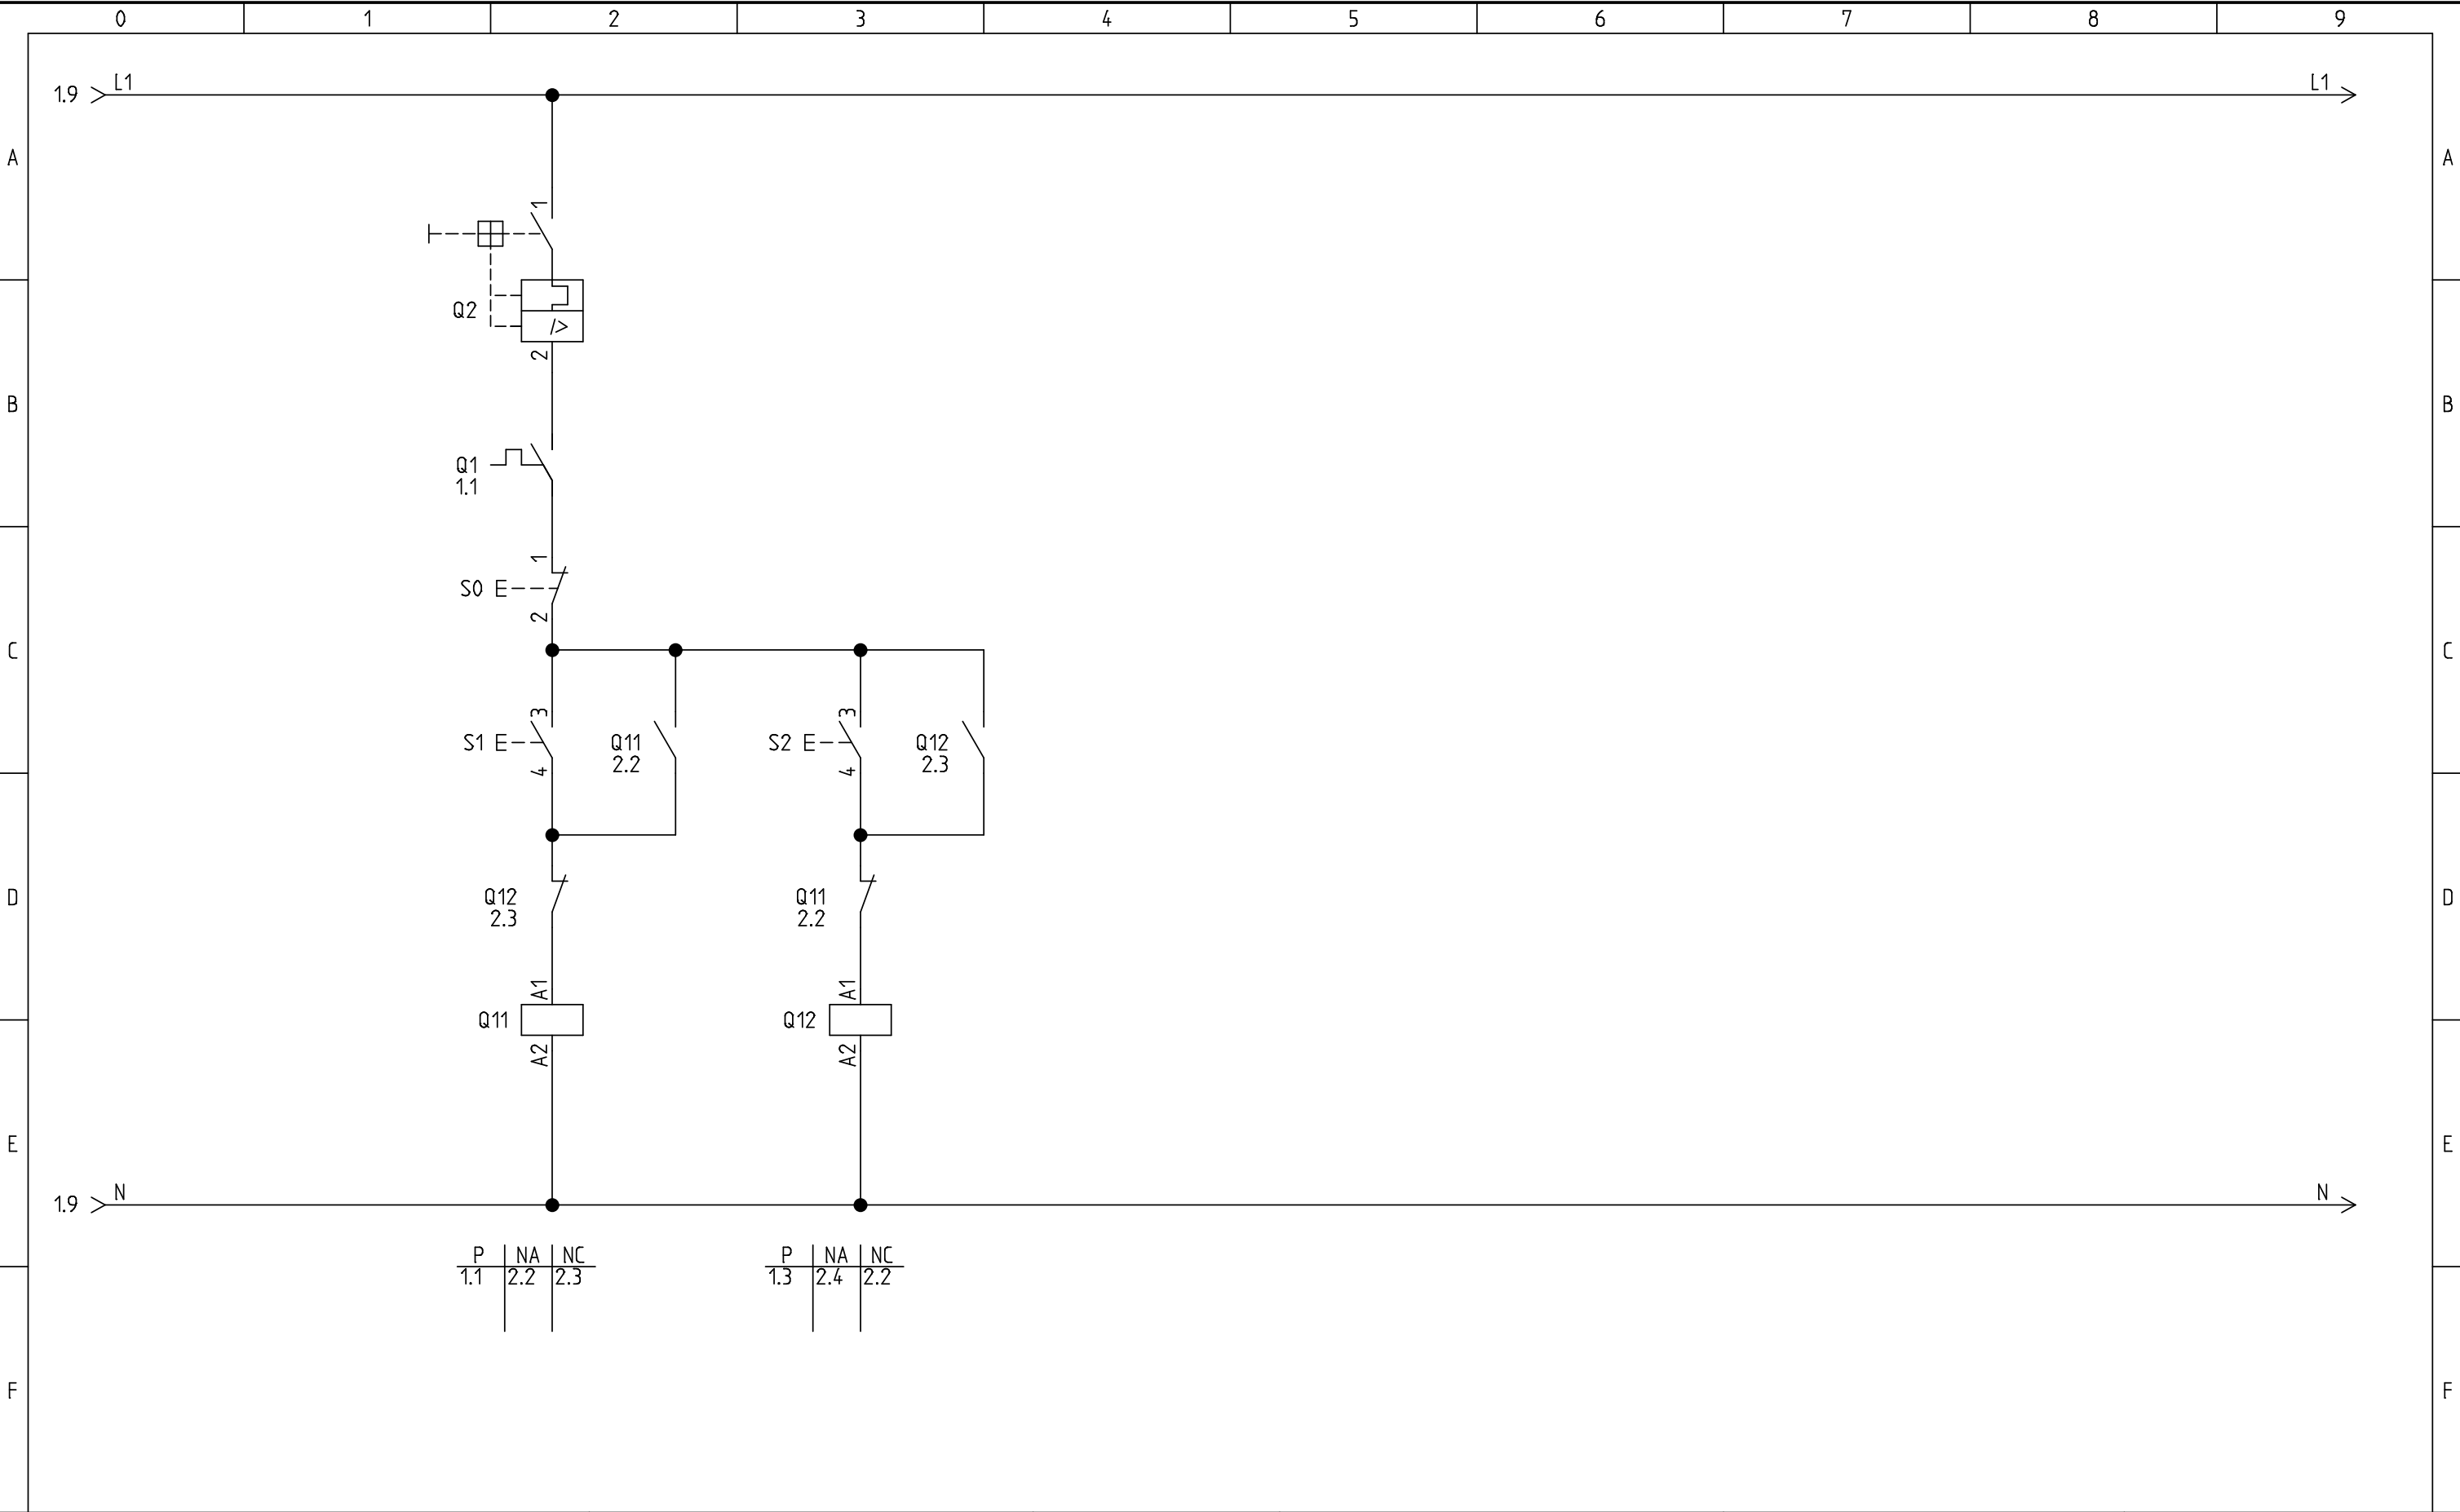 0 1 2 3 4 5 6 7 8 9
L1 L1
1.9
A A
1
Q2
2
B B
Q1
1.1
1
S0
2
C C
3 3
S1 Q11 S2 Q12
2.2 2.3
4 4
D D
Q12 Q11
2.3 2.2
A1 A1
Q11 Q12
A2 A2
E E
N N
1.9
P NA NC P NA NC
1.1 2.2 2.3 1.3 2.4 2.2
F F